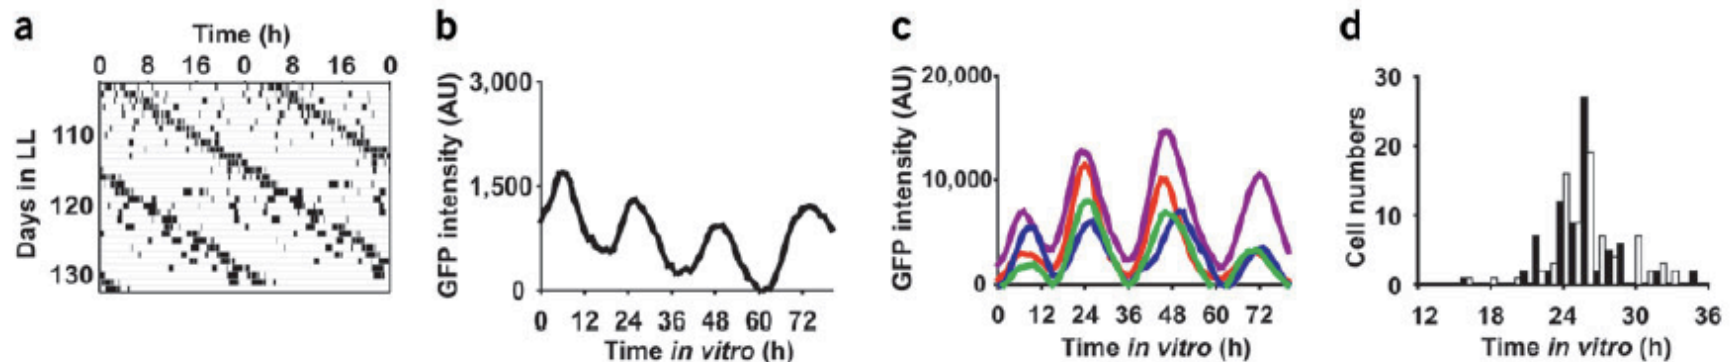 a
Time (h)
0 8 16 0 8 16 0
Days in LL
110
120
130
b
GFP intensity (AU)
3,000
1,500
0
0 12 24 36 48 60 72
Time in vitro (h)
c
GFP intensity (AU)
20,000
10,000
0
0 12 24 36 48 60 72
Time in vitro (h)
d
Cell numbers
30
20
10
0
12 18 24 30 36
Time in vitro (h)